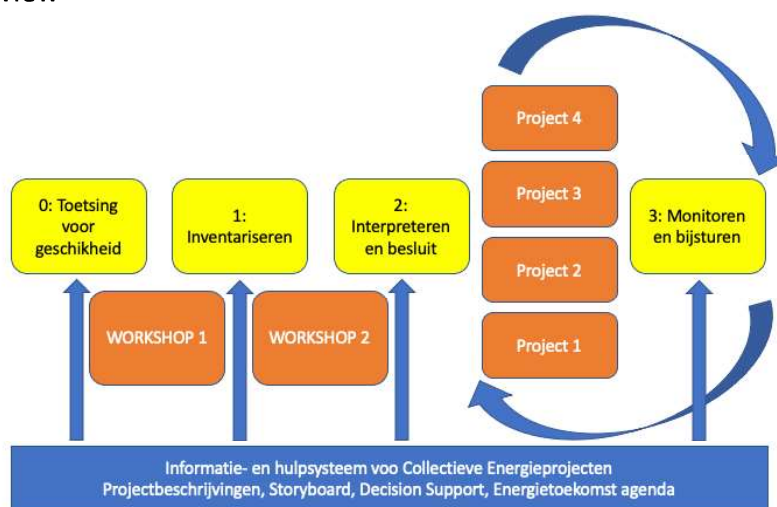 0: Toetsing
voor
geschikheid
1:
Inventariseren
2:
Interpreteren
en besluit
Project 4
Project 3
Project 2
Project 1
3: Monitoren
en bijsturen
WORKSHOP 1
WORKSHOP 2
Informatie- en hulpsysteem voo Collectieve Energieprojecten
Projectbeschrijvingen, Storyboard, Decision Support, Energietoekomst agenda